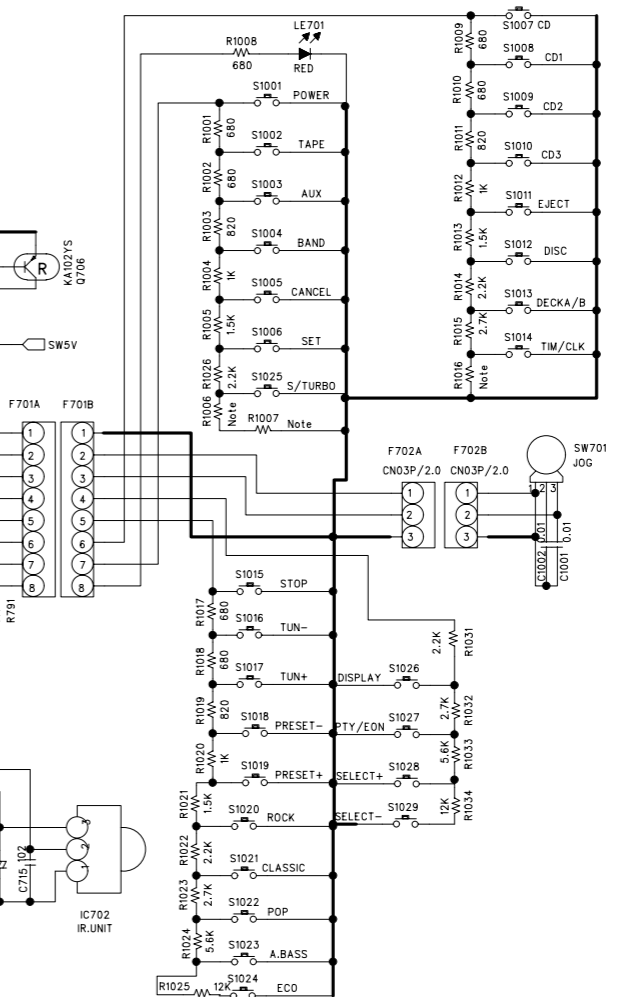 LE701
RED
R1008
680
R1009
680
S1007 CD
S1008
CD1
R1010
680
S1009
CD2
R1011
820
S1010
CD3
R1012
1K
S1011
EJECT
R1013
1.5K
S1012
DISC
R1014
2.2K
S1013
DECKA/B
R1015
2.7K
S1014
TIM/CLK
R1016
Note
S1001
POWER
R1001
680
S1002
TAPE
R1002
680
S1003
AUX
R1003
820
S1004
BAND
R1004
1K
S1005
CANCEL
R1005
1.5K
S1006
SET
R1026
2.2K
S1025
S/TURBO
R1006
Note
R1007
Note
R
KA102YS
Q706
SW5V
F701A
F701B
1
2
3
4
5
6
7
8
1
2
3
4
5
6
7
8
R791
F702A
CN03P/2.0
1
2
3
F702B
CN03P/2.0
1
2
3
SW701
JOG
1 2 3
C1002
0.01
C1001
0.01
S1015
STOP
R1017
680
S1016
TUN-
R1018
680
S1017
TUN+
R1019
820
S1018
PRESET-
R1020
1K
S1019
PRESET+
R1021
1.5K
S1020
ROCK
R1022
2.2K
S1021
CLASSIC
R1023
2.7K
S1022
POP
R1024
5.6K
S1023
A.BASS
R1025
12K
S1024
ECO
2.2K
R1031
DISPLAY
S1026
2.7K
R1032
PTY/EON
S1027
5.6K
R1033
SELECT+
S1028
12K
R1034
SELECT-
S1029
C715
102
3
2
1
IC702
IR.UNIT